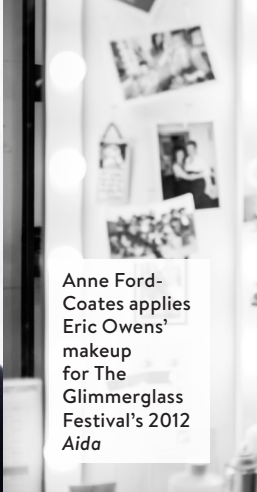 Anne Ford-
Coates applies
Eric Owens’
makeup
for The
Glimmerglass
Festival’s 2012
Aida